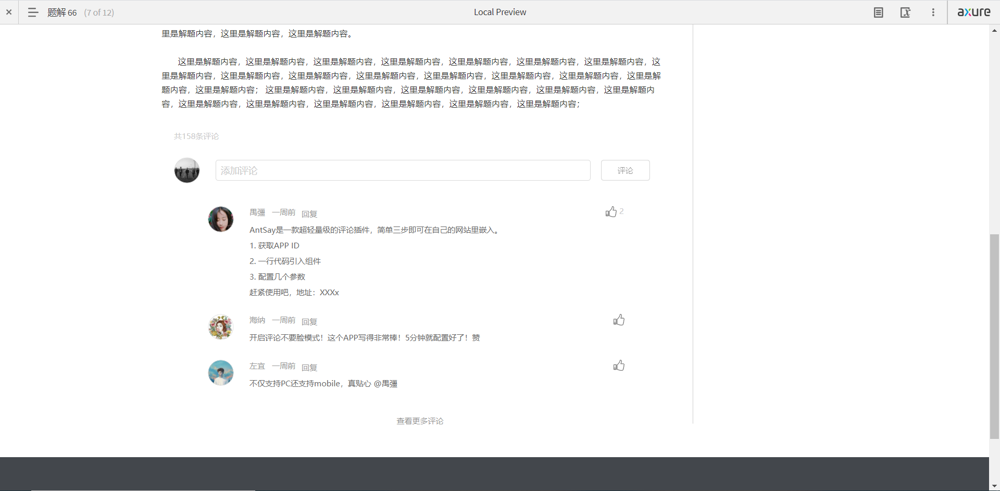 题解 66 (7 of 12)
Local Preview
axure
里是解题内容，这里是解题内容，这里是解题内容。
这里是解题内容，这里是解题内容，这里是解题内容，这里是解题内容，这里是解题内容，这里是解题内容，这里是解题内容，这
里是解题内容，这里是解题内容，这里是解题内容，这里是解题内容，这里是解题内容，这里是解题内容，这里是解题内容，这里是解
题内容，这里是解题内容； 这里是解题内容，这里是解题内容，这里是解题内容，这里是解题内容，这里是解题内容，这里是解题内
容，这里是解题内容，这里是解题内容，这里是解题内容，这里是解题内容，这里是解题内容，这里是解题内容；
共158条评论
添加评论
评论
禺彊 一周前 回复
2
AntSay是一款超轻量级的评论插件，简单三步即可在自己的网站里嵌入。
1. 获取APP ID
2. 一行代码引入组件
3. 配置几个参数
赶紧使用吧，地址：XXXx
海纳 一周前 回复
开启评论不要脸模式！这个APP写得非常棒！5分钟就配置好了！赞
左宜 一周前 回复
不仅支持PC还支持mobile，真贴心 @禺彊
查看更多评论